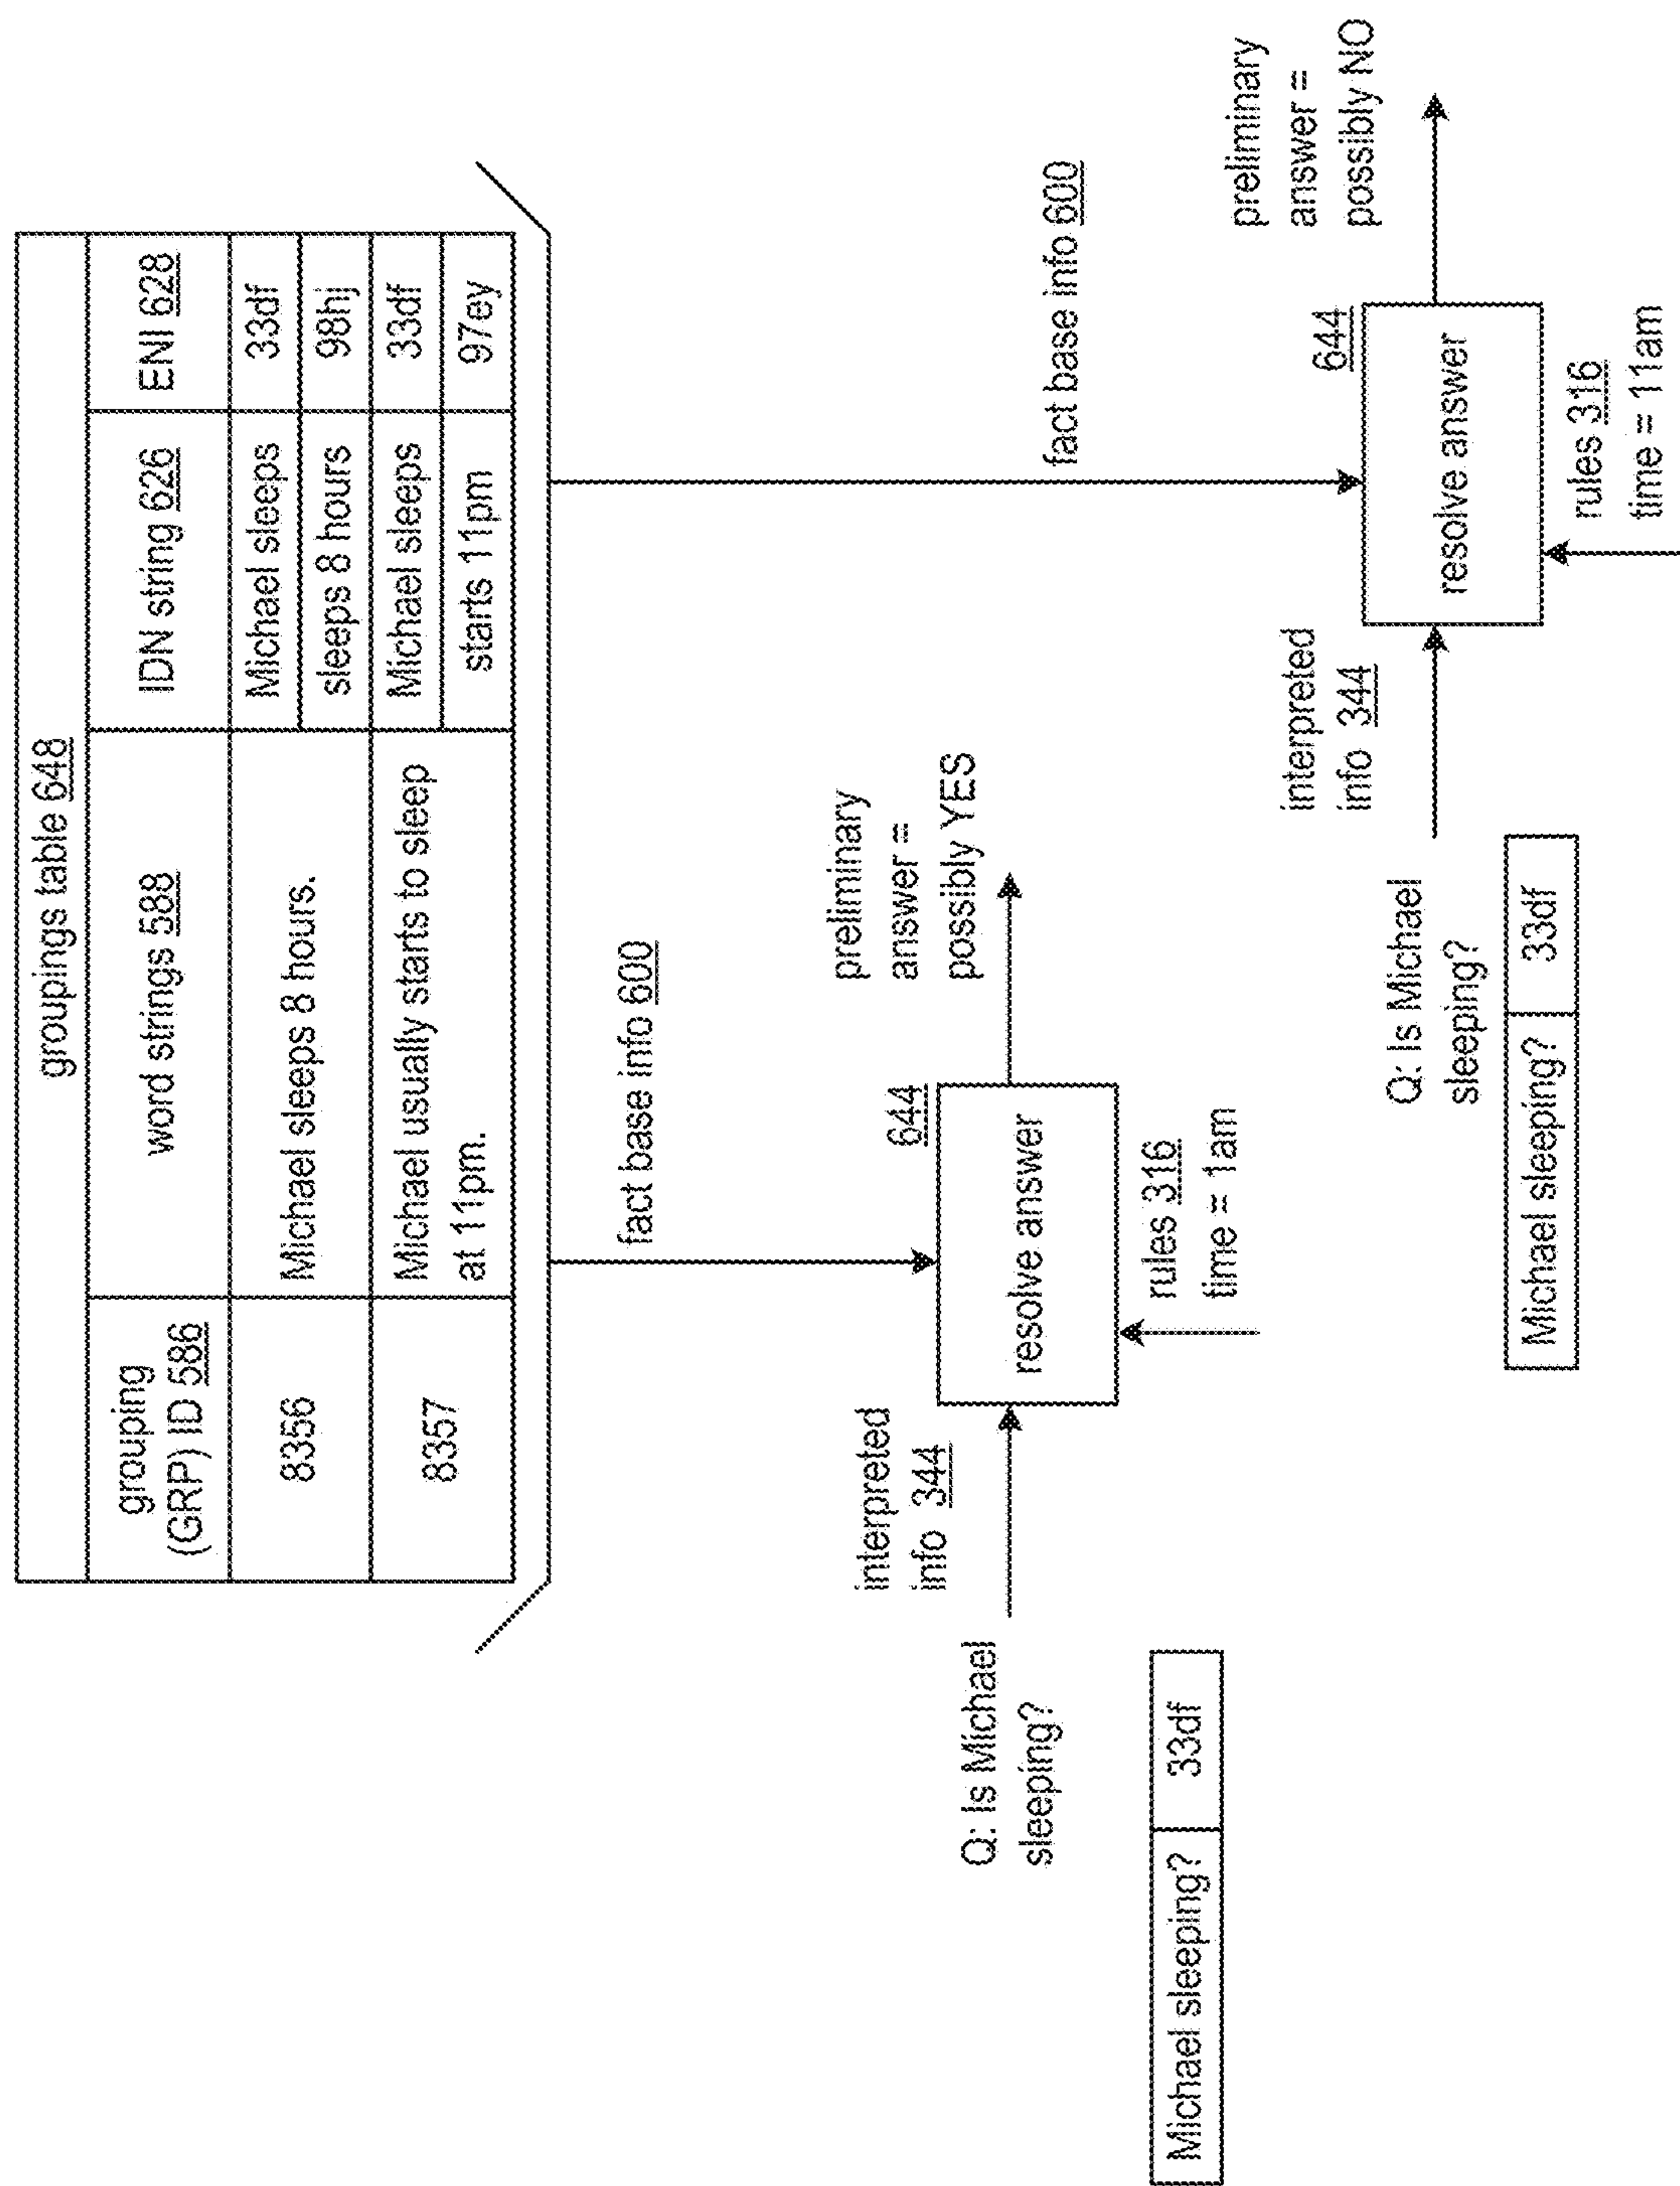 groupings table 648
grouping
(GRP) ID 586
word strings 588
IDN string 626
ENI 628
8356
Michael sleeps 8 hours.
Michael sleeps
33df
sleeps 8 hours
98hj
8357
Michael usually starts to sleep
at 11pm.
Michael sleeps
33df
starts 11pm
97ey
fact base info 600
Q: Is Michael
sleeping?
Michael sleeping?
33df
interpreted
info 344
644
resolve answer
rules 316
time = 1am
preliminary
answer =
possibly YES
fact base info 600
Q: Is Michael
sleeping?
Michael sleeping?
33df
interpreted
info 344
644
resolve answer
rules 316
time = 11am
preliminary
answer =
possibly NO